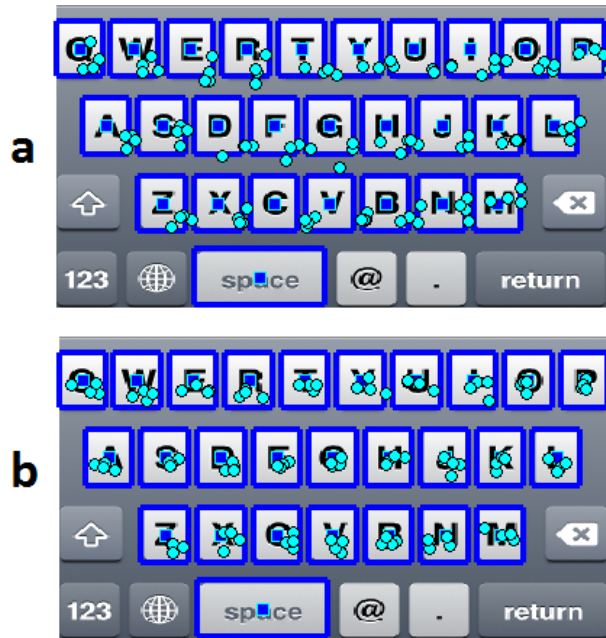 Q W E R T Y U I O P
a
A S D F G H J K L
Z X C V B N M
123 space @ . return
Q W E R T Y U I O P
b
A S D F G H J K L
Z X C V B N M
123 space @ . return